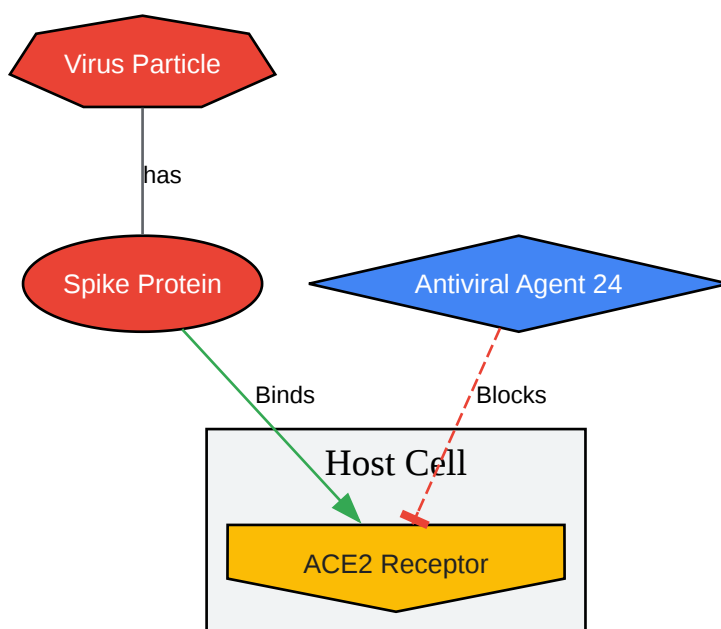 Virus Particle
has
Spike Protein
Antiviral Agent 24
Binds
Blocks
Host Cell
ACE2 Receptor